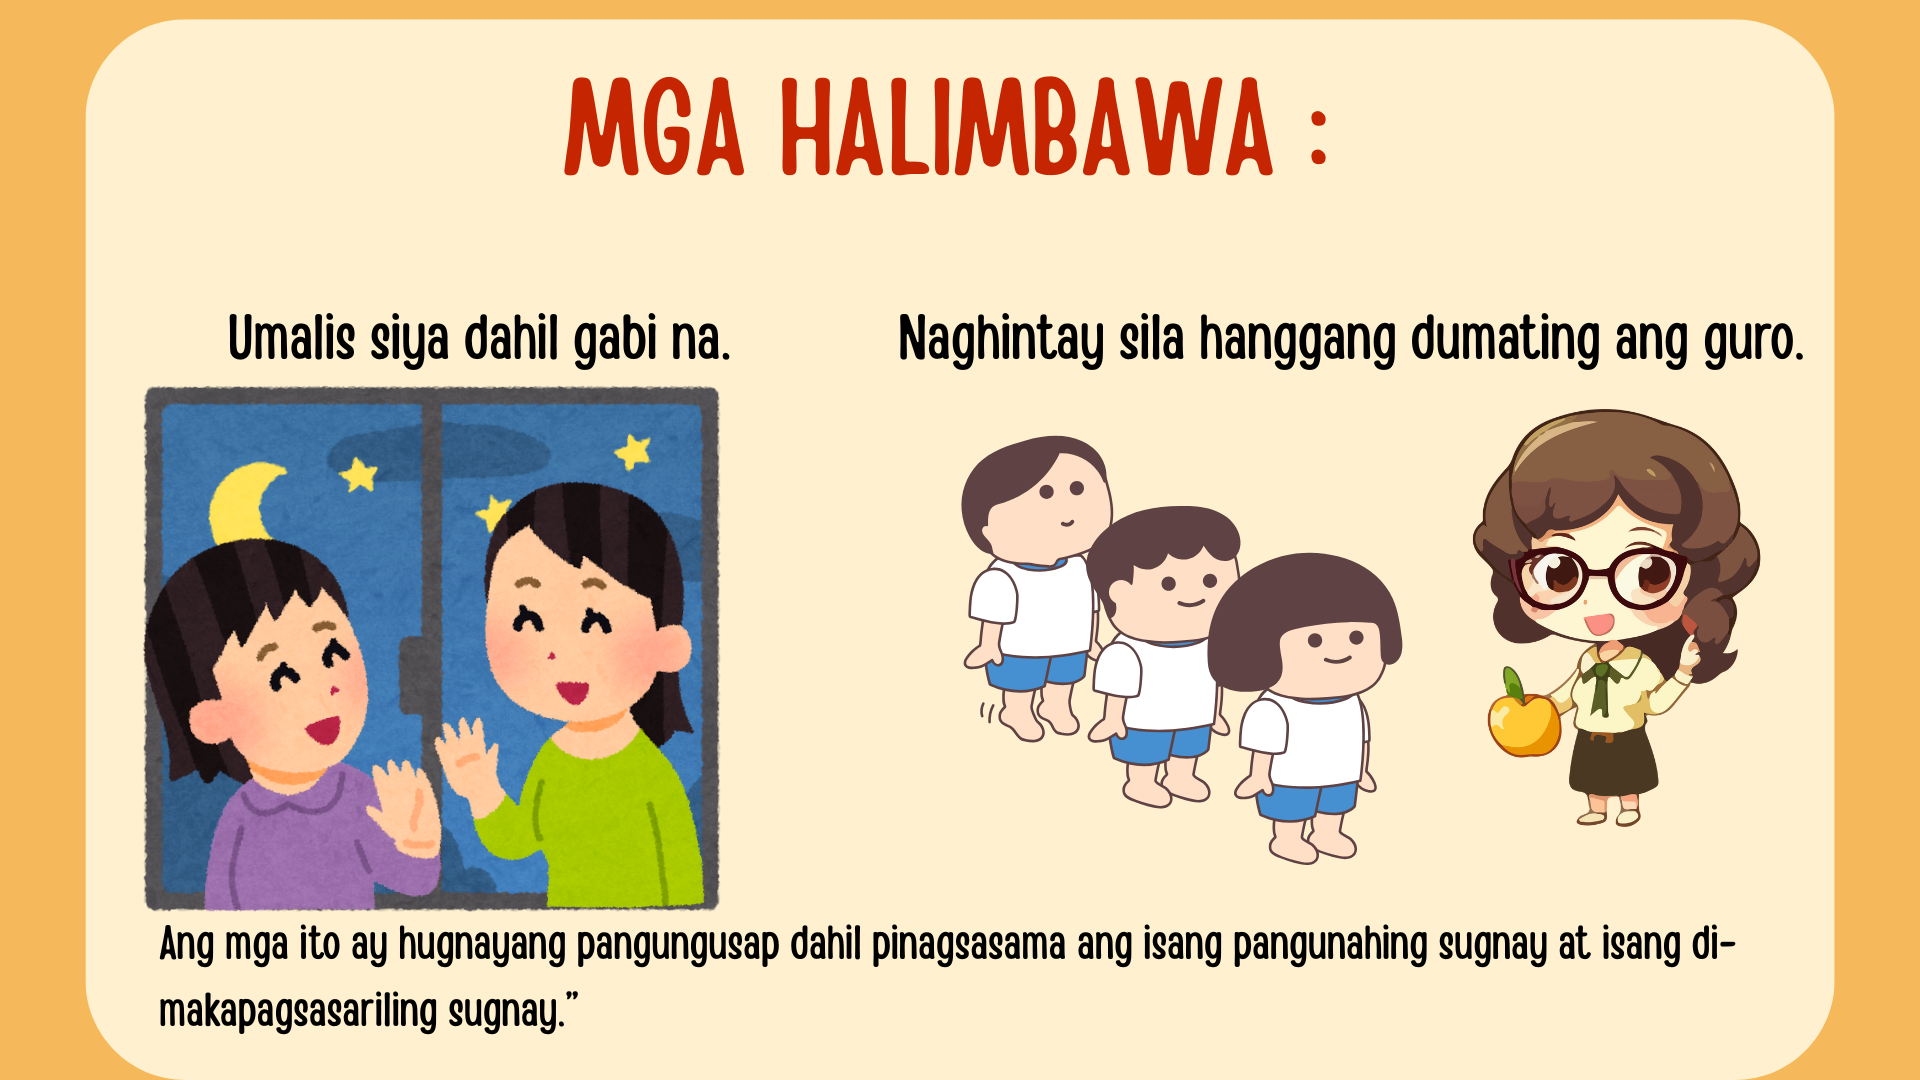 MGA HALIMBAWA :
Umalis siya dahil gabi na.
Naghintay sila hanggang dumating ang guro.
Ang mga ito ay hugnayang pangungusap dahil pinagsasama ang isang pangunahing sugnay at isang di-
makapagsasariling sugnay.”